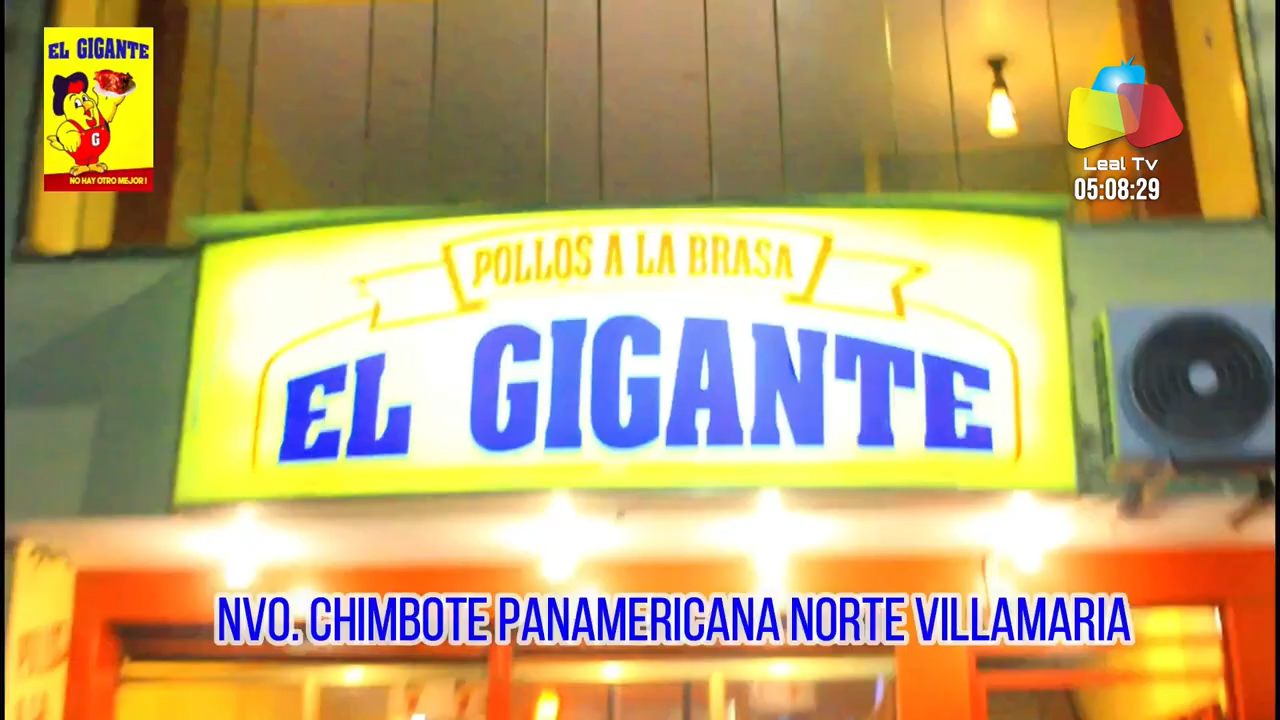 EL GIGANTE
G
NO HAY OTRO MEJOR!
Leal Tv
05:08:29
POLLOS A LA BRASA
EL GIGANTE
NVO. CHIMBOTE PANAMERICANA NORTE VILLAMARIA